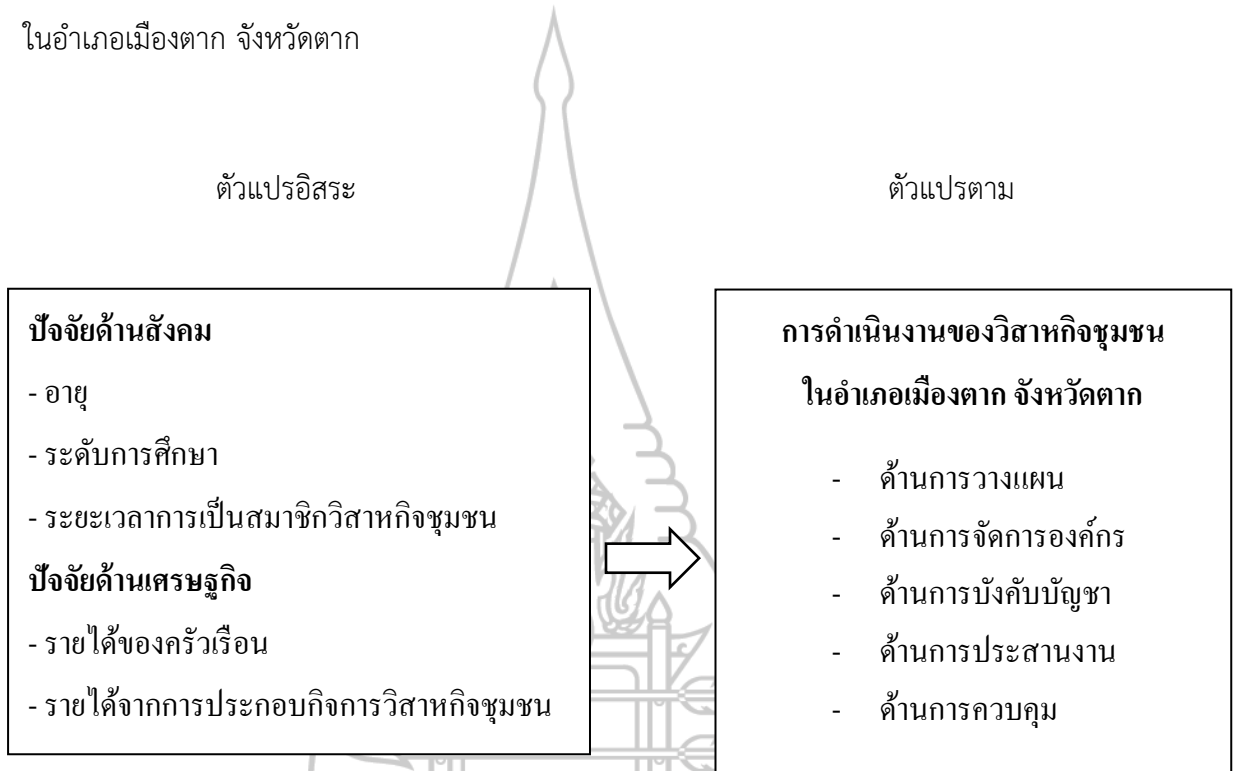 ในอำเภอเมืองตาก จังหวัดตาก
ตัวแปรอิสระ
ตัวแปรตาม
ปัจจัยด้านสังคม
- อายุ
- ระดับการศึกษา
- ระยะเวลาการเป็นสมาชิกวิสาหกิจชุมชน
ปัจจัยด้านเศรษฐกิจ
- รายได้ของครัวเรือน
- รายได้จากการประกอบกิจการวิสาหกิจชุมชน
การดำเนินงานของวิสาหกิจชุมชน
ในอำเภอเมืองตาก จังหวัดตาก
- ด้านการวางแผน
- ด้านการจัดการองค์กร
- ด้านการบังคับบัญชา
- ด้านการประสานงาน
- ด้านการควบคุม